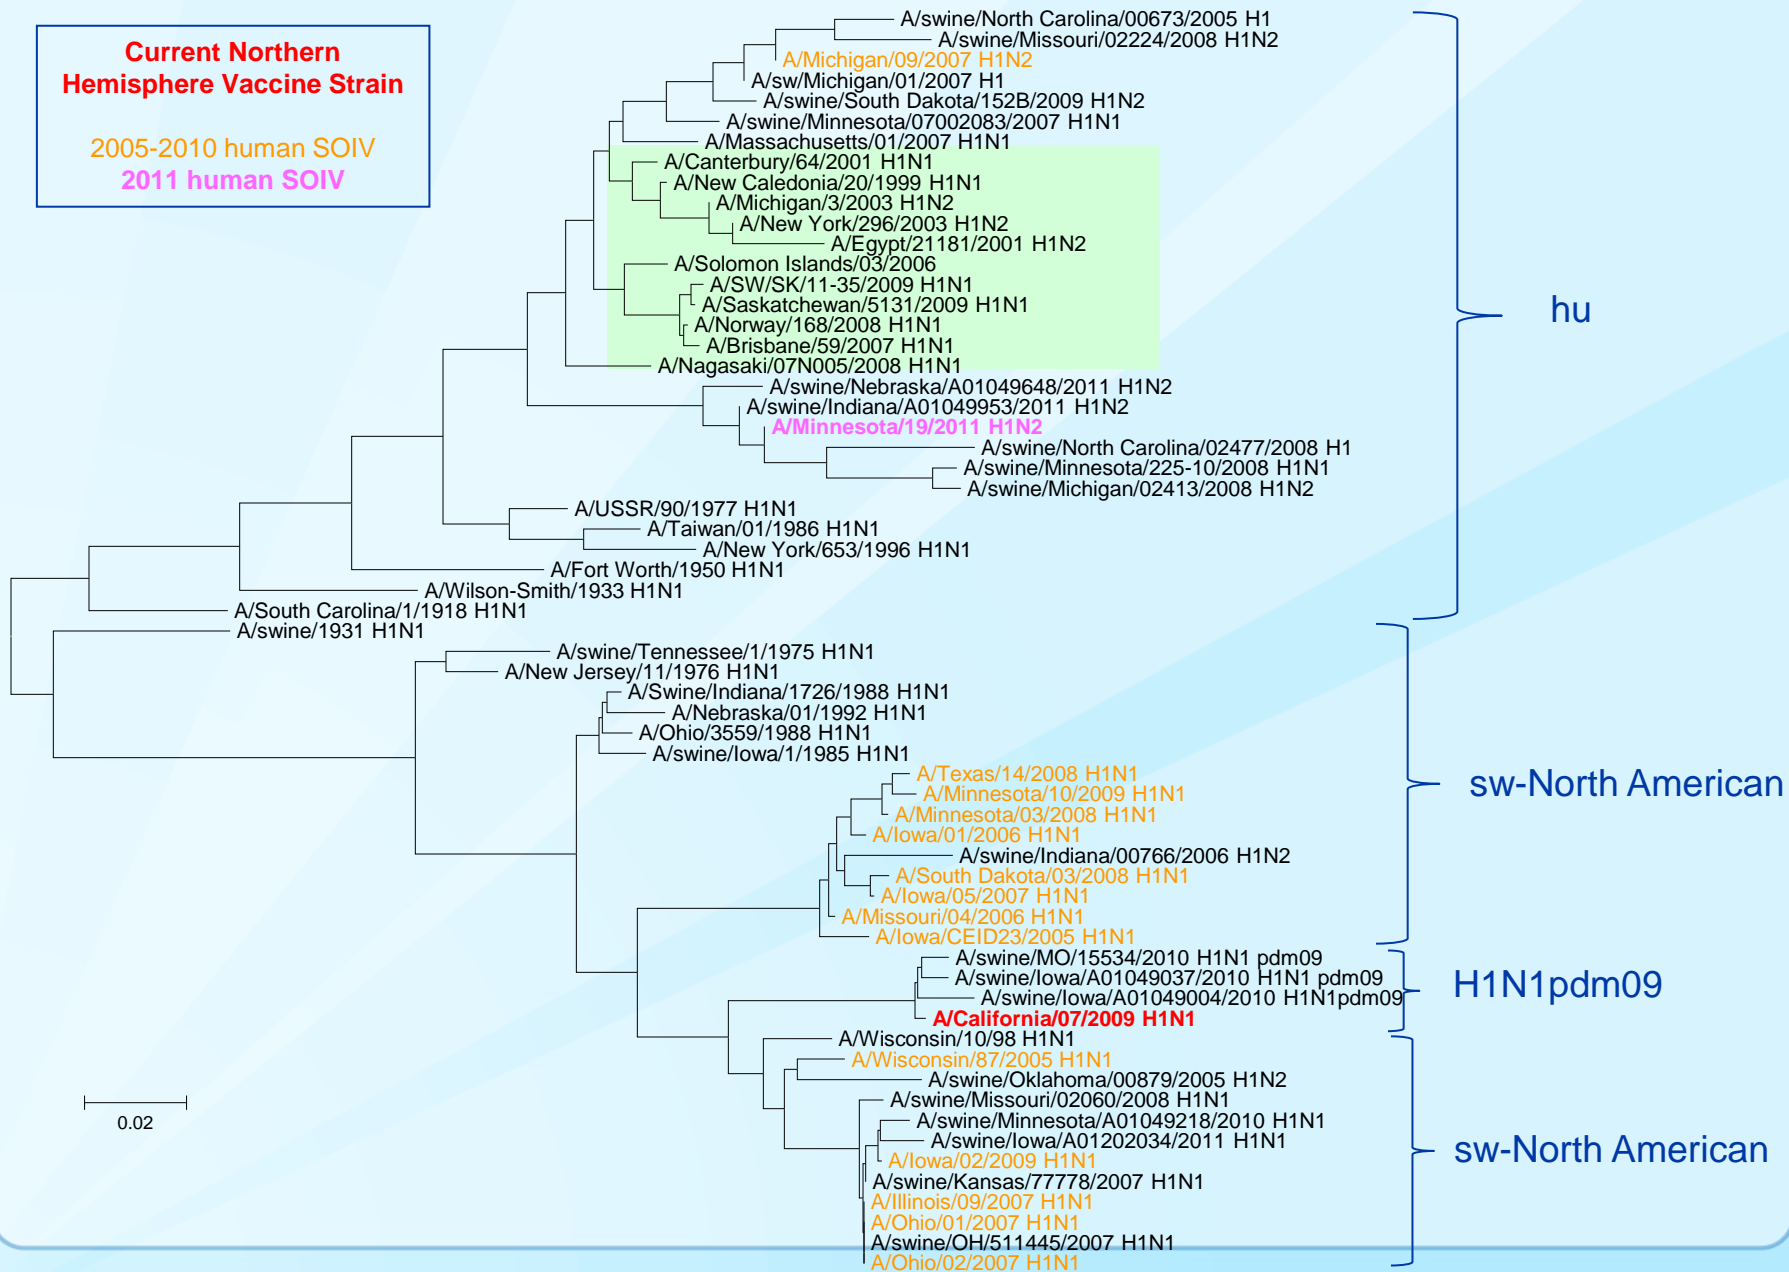 Current Northern
Hemisphere Vaccine Strain
2005-2010 human SOIV
2011 human SOIV
A/swine/North Carolina/00673/2005 H1
A/swine/Missouri/02224/2008 H1N2
A/Michigan/09/2007 H1N2
A/sw/Michigan/01/2007 H1
A/swine/South Dakota/152B/2009 H1N2
A/swine/Minnesota/07002083/2007 H1N1
A/Massachusetts/01/2007 H1N1
A/Canterbury/64/2001 H1N1
A/New Caledonia/20/1999 H1N1
A/Michigan/3/2003 H1N2
A/New York/296/2003 H1N2
A/Egypt/21181/2001 H1N2
A/Solomon Islands/03/2006
A/SW/SK/11-35/2009 H1N1
A/Saskatchewan/5131/2009 H1N1
A/Norway/168/2008 H1N1
A/Brisbane/59/2007 H1N1
A/Nagasaki/07N005/2008 H1N1
A/swine/Nebraska/A01049648/2011 H1N2
A/swine/Indiana/A01049953/2011 H1N2
A/Minnesota/19/2011 H1N2
A/swine/North Carolina/02477/2008 H1
A/swine/Minnesota/225-10/2008 H1N1
A/swine/Michigan/02413/2008 H1N2
A/USSR/90/1977 H1N1
A/Taiwan/01/1986 H1N1
A/New York/653/1996 H1N1
A/Fort Worth/1950 H1N1
A/Wilson-Smith/1933 H1N1
A/South Carolina/1/1918 H1N1
hu
A/swine/1931 H1N1
A/swine/Tennessee/1/1975 H1N1
A/New Jersey/11/1976 H1N1
A/Swine/Indiana/1726/1988 H1N1
A/Nebraska/01/1992 H1N1
A/Ohio/3559/1988 H1N1
A/swine/Iowa/1/1985 H1N1
A/Texas/14/2008 H1N1
A/Minnesota/10/2009 H1N1
A/Minnesota/03/2008 H1N1
A/Iowa/01/2006 H1N1
A/swine/Indiana/00766/2006 H1N2
A/South Dakota/03/2008 H1N1
A/Iowa/05/2007 H1N1
A/Missouri/04/2006 H1N1
A/Iowa/CEID23/2005 H1N1
sw-North American
A/swine/MO/15534/2010 H1N1 pdm09
A/swine/Iowa/A01049037/2010 H1N1 pdm09
A/swine/Iowa/A01049004/2010 H1N1pdm09
A/California/07/2009 H1N1
H1N1pdm09
A/Wisconsin/10/98 H1N1
A/Wisconsin/87/2005 H1N1
A/swine/Oklahoma/00879/2005 H1N2
A/swine/Missouri/02060/2008 H1N1
A/swine/Minnesota/A01049218/2010 H1N1
A/swine/Iowa/A01202034/2011 H1N1
A/Iowa/02/2009 H1N1
A/swine/Kansas/77778/2007 H1N1
A/Illinois/09/2007 H1N1
A/Ohio/01/2007 H1N1
A/swine/OH/511445/2007 H1N1
A/Ohio/02/2007 H1N1
sw-North American
0.02